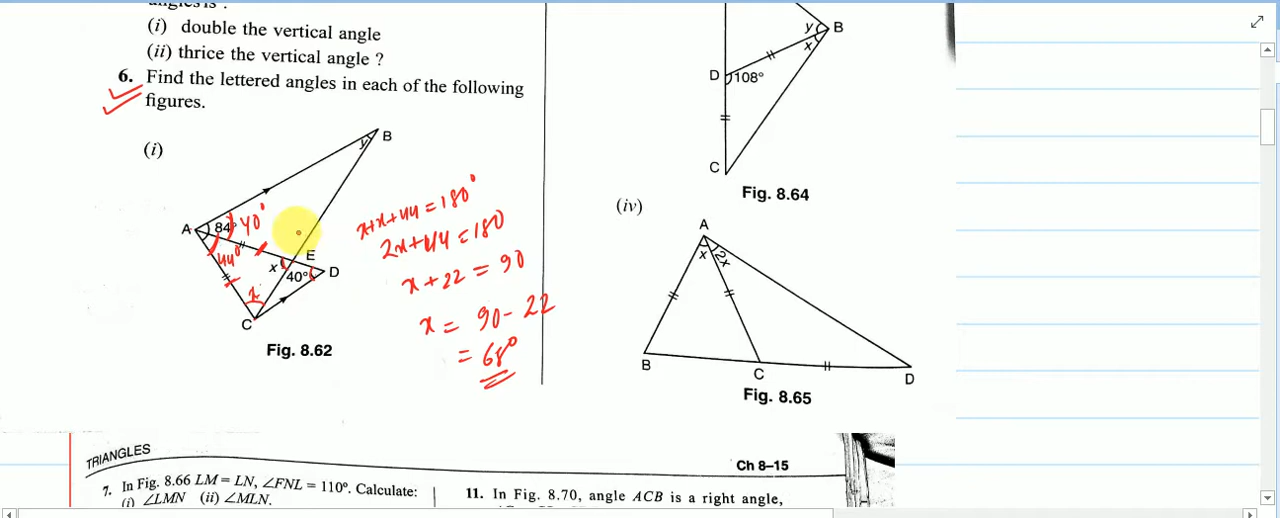 angles is :
(i) double the vertical angle
(ii) thrice the vertical angle ?
6. Find the lettered angles in each of the following
figures.
(i)
B
y
A
84°
40°
44°
E
x
40°
D
x
C
Fig. 8.62
x+x+44=180°
2x+44=180
x+22=90
x=90-22
=68°
y
B
x
D
108°
C
Fig. 8.64
(iv)
A
x
2x
B
C
D
Fig. 8.65
TRIANGLES
Ch 8–15
7. In Fig. 8.66 LM = LN, ∠FNL = 110°. Calculate:
(i) ∠LMN (ii) ∠MLN.
11. In Fig. 8.70, angle ACB is a right angle,